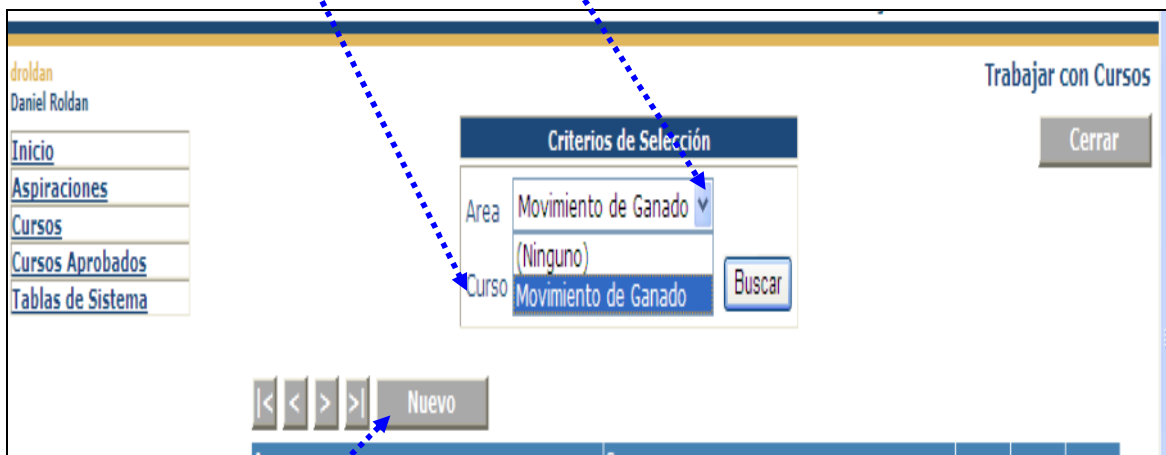 droldan
Daniel Roldan
Trabajar con Cursos
Cerrar
Inicio
Aspiraciones
Cursos
Cursos Aprobados
Tablas de Sistema
Criterios de Selección
Area Movimiento de Ganado
(Ninguno)
Curso Movimiento de Ganado
Buscar
|< < > >| Nuevo